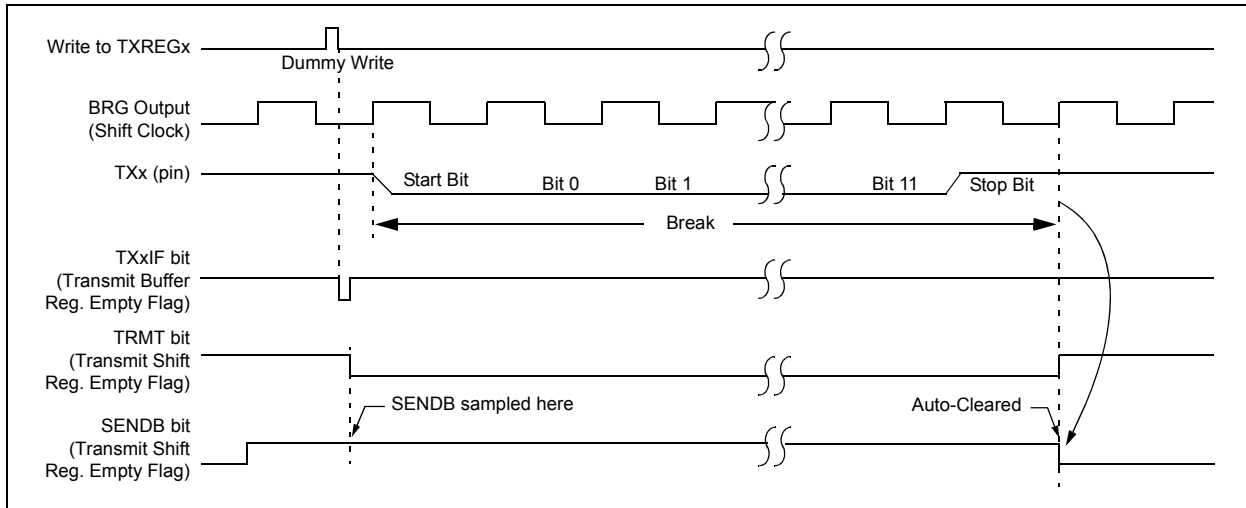 Write to TXREGx
Dummy Write
BRG Output
(Shift Clock)
TXx (pin)
Start Bit
Bit 0
Bit 1
Bit 11
Stop Bit
Break
TXxIF bit
(Transmit Buffer
Reg. Empty Flag)
TRMT bit
(Transmit Shift
Reg. Empty Flag)
SENDB sampled here
Auto-Cleared
SENDB bit
(Transmit Shift
Reg. Empty Flag)